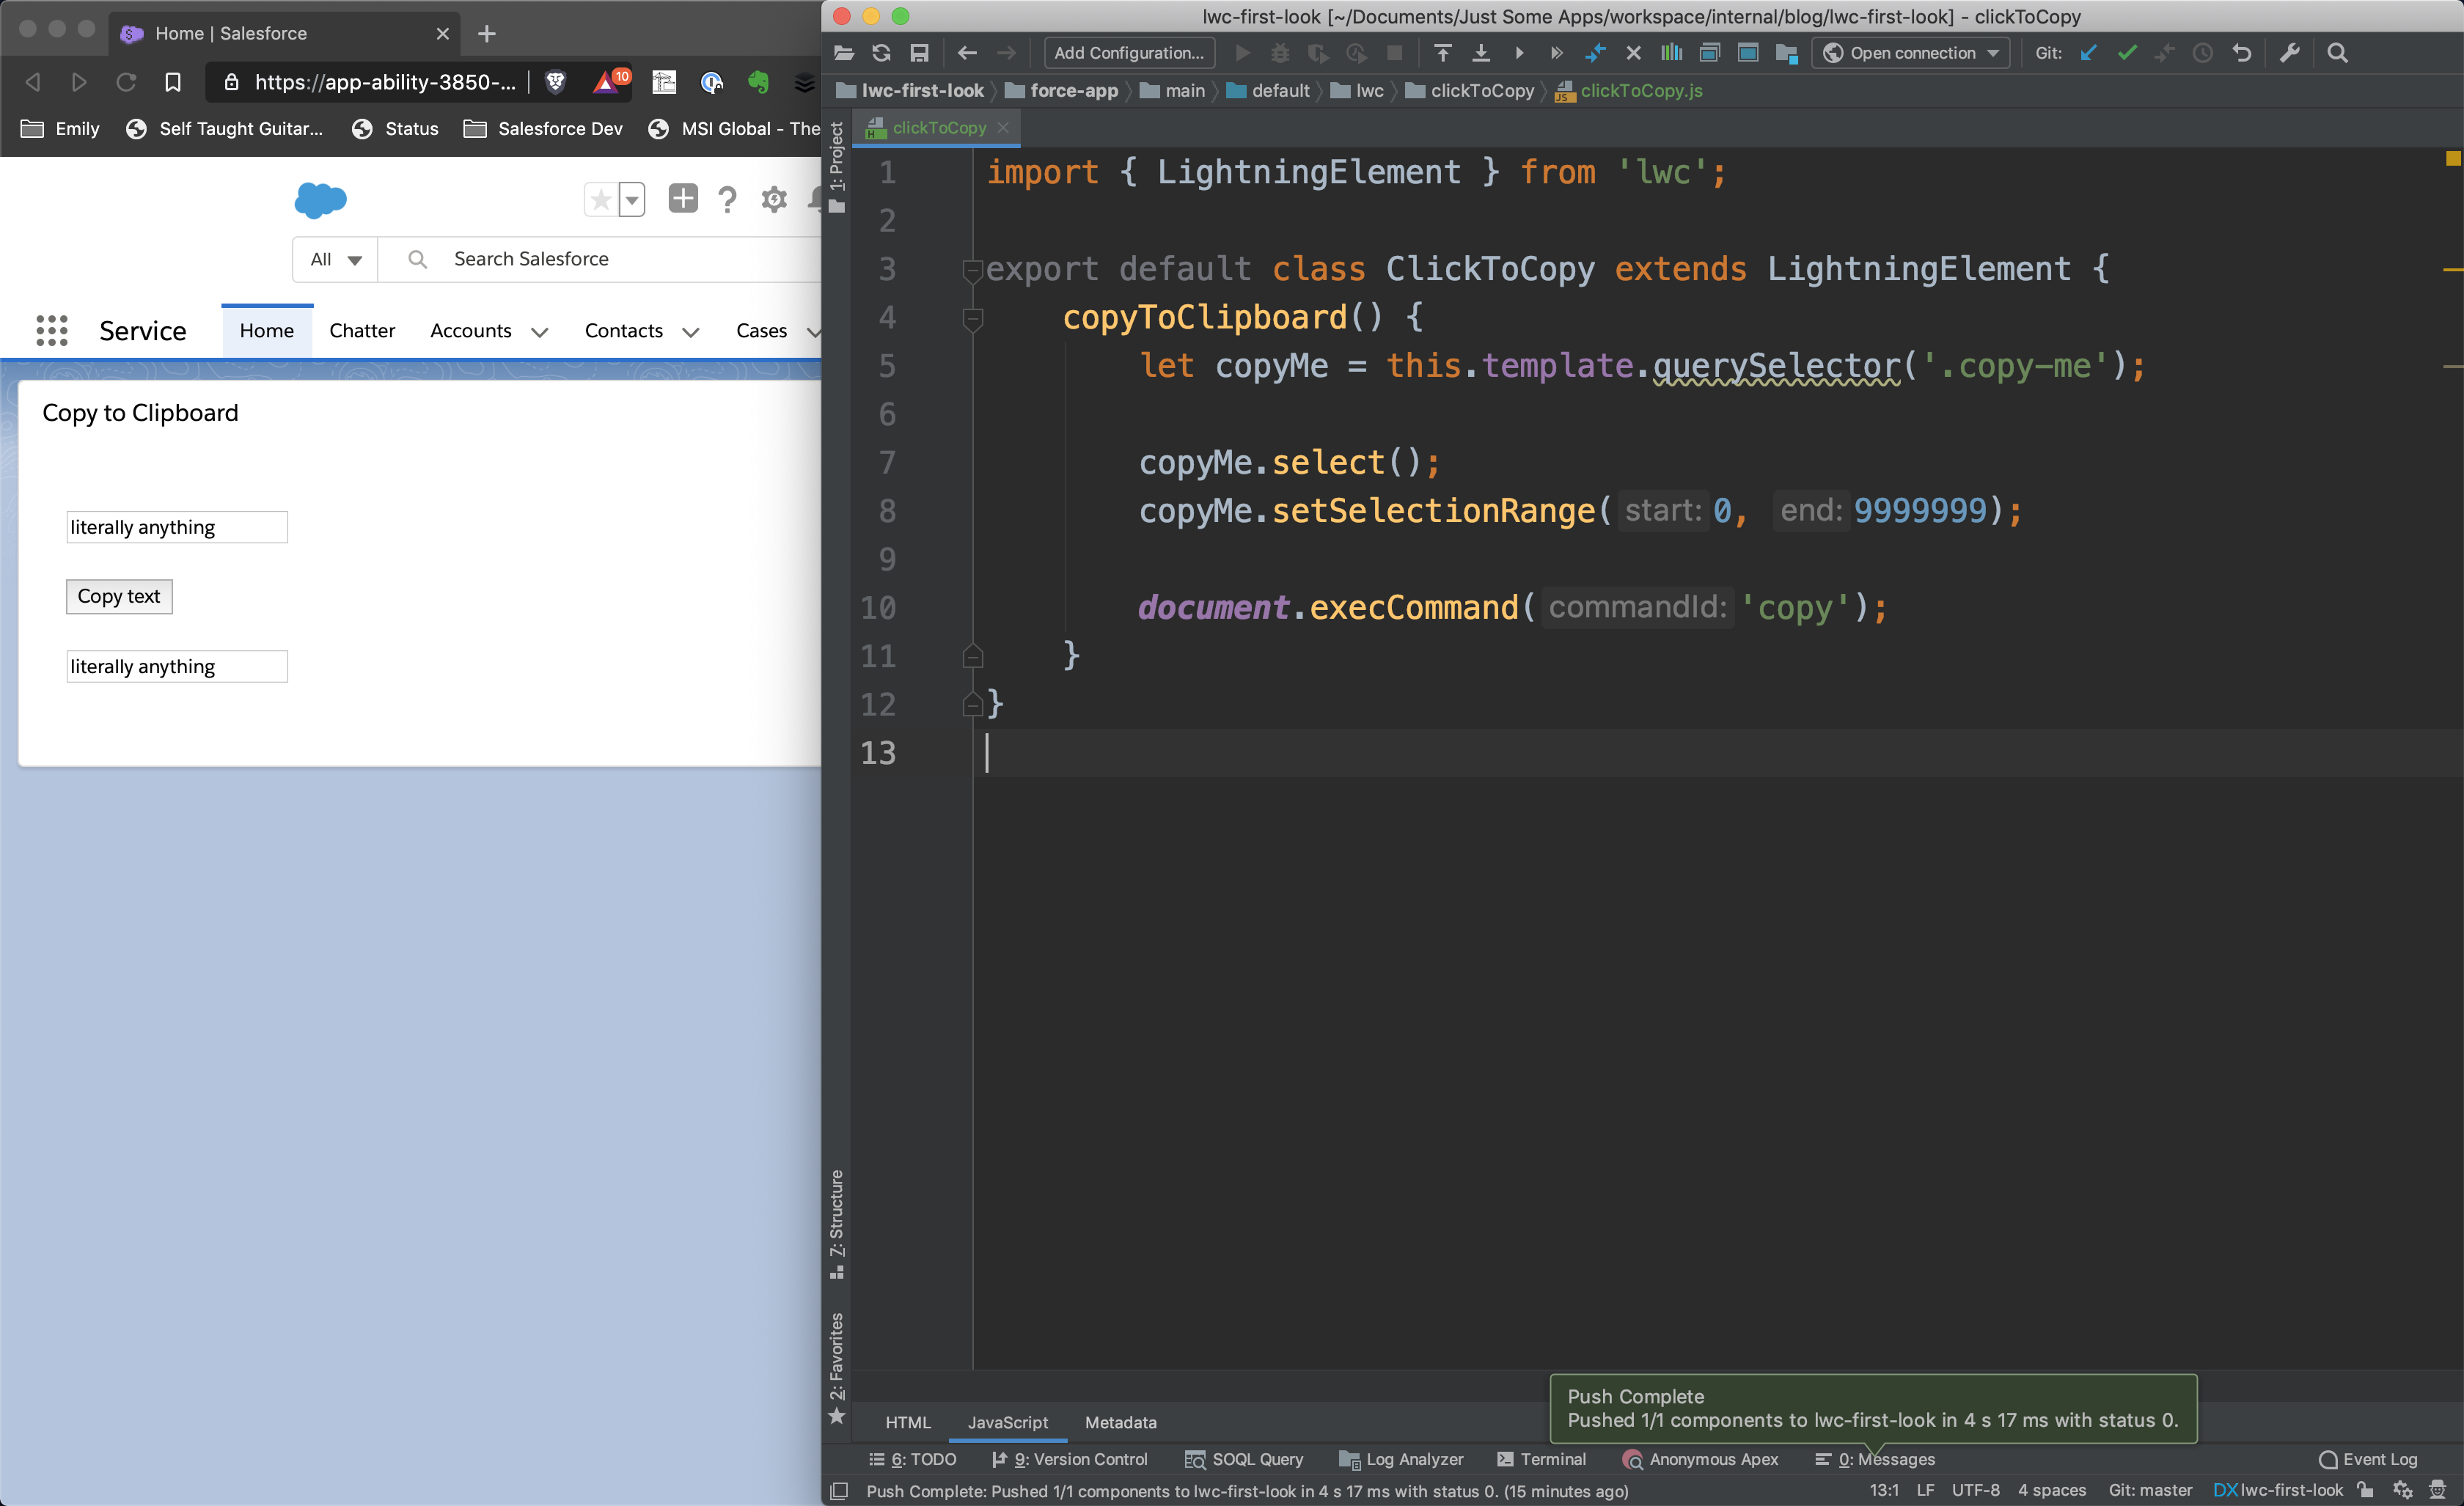 Home | Salesforce
https://app-ability-3850-...
10
Emily
Self Taught Guitar...
Status
Salesforce Dev
MSI Global - The
All
Search Salesforce
Service
Home
Chatter
Accounts
Contacts
Cases
Copy to Clipboard
literally anything
Copy text
literally anything
lwc-first-look [~/Documents/Just Some Apps/workspace/internal/blog/lwc-first-look] - clickToCopy
Add Configuration...
Open connection
Git:
lwc-first-look
force-app
main
default
lwc
clickToCopy
clickToCopy.js
1: Project
clickToCopy
1 import { LightningElement } from 'lwc';
2
3 export default class ClickToCopy extends LightningElement {
4 copyToClipboard() {
5 let copyMe = this.template.querySelector('.copy-me');
6
7 copyMe.select();
8 copyMe.setSelectionRange( start: 0, end: 9999999);
9
10 document.execCommand( commandId: 'copy');
11 }
12 }
13
7: Structure
2: Favorites
Push Complete
Pushed 1/1 components to lwc-first-look in 4 s 17 ms with status 0.
HTML
JavaScript
Metadata
6: TODO
9: Version Control
SOQL Query
Log Analyzer
Terminal
Anonymous Apex
0: Messages
Event Log
Push Complete: Pushed 1/1 components to lwc-first-look in 4 s 17 ms with status 0. (15 minutes ago)
13:1
LF
UTF-8
4 spaces
Git: master
DX lwc-first-look